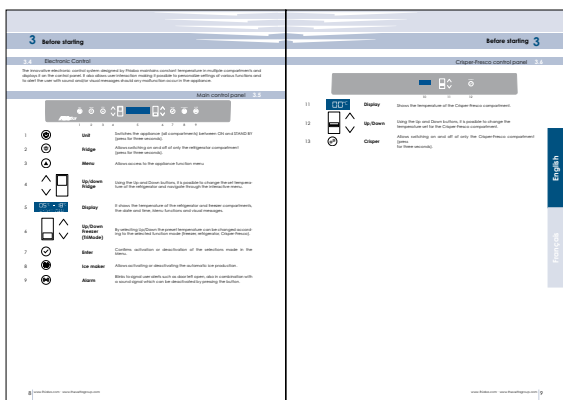 3 Before starting
3.4 Electronic Control
The innovative electronic control system designed by Fhiaba maintains constant temperature in multiple compartments and
displays it on the control panel. It also allows user interaction making it possible to personalize settings of various functions and
to alert the user with sound and/or visual messages should any malfunction occur in the appliance.
Main control panel 3.5
1 2 3 4 5 6 7 8 9
1 Unit Switches the appliance (all compartments) between ON and STAND-BY
(press for three seconds).
2 Fridge Allows switching on and off of only the refrigerator compartment
(press for three seconds).
3 Menu Allows access to the appliance function menu
4 Up/down
Fridge Using the Up and Down buttons, it is possible to change the set tempera-
ture of the refrigerator and navigate through the interactive menu.
5 Display It shows the temperature of the refrigerator and freezer compartments,
the date and time, Menu functions and visual messages.
6 Up/Down
Freezer
(TriMode) By selecting Up/Down the preset temperature can be changed accord-
ing to the selected function mode (freezer, refrigerator, Crisper-Fresco).
7 Enter Confirms activation or deactivation of the selections made in the
Menu.
8 Ice maker Allows activating or deactivating the automatic ice production.
9 Alarm Blinks to signal user alerts such as door left open, also in combination with
a sound signal which can be deactivated by pressing the button.
8 www.fhiaba.com - www.thesatingroup.com
Before starting 3
Crisper-Fresco control panel 3.6
10 11 12
11 Display Shows the temperature of the Crisper-Fresco compartment.
12 Up/Down Using the Up and Down buttons, it is possible to change the
temperature set for the Crisper-Fresco compartment.
13 Crisper Allows switching on and off of only the Crisper-Fresco compartment
(press
for three seconds).
English
Français
9